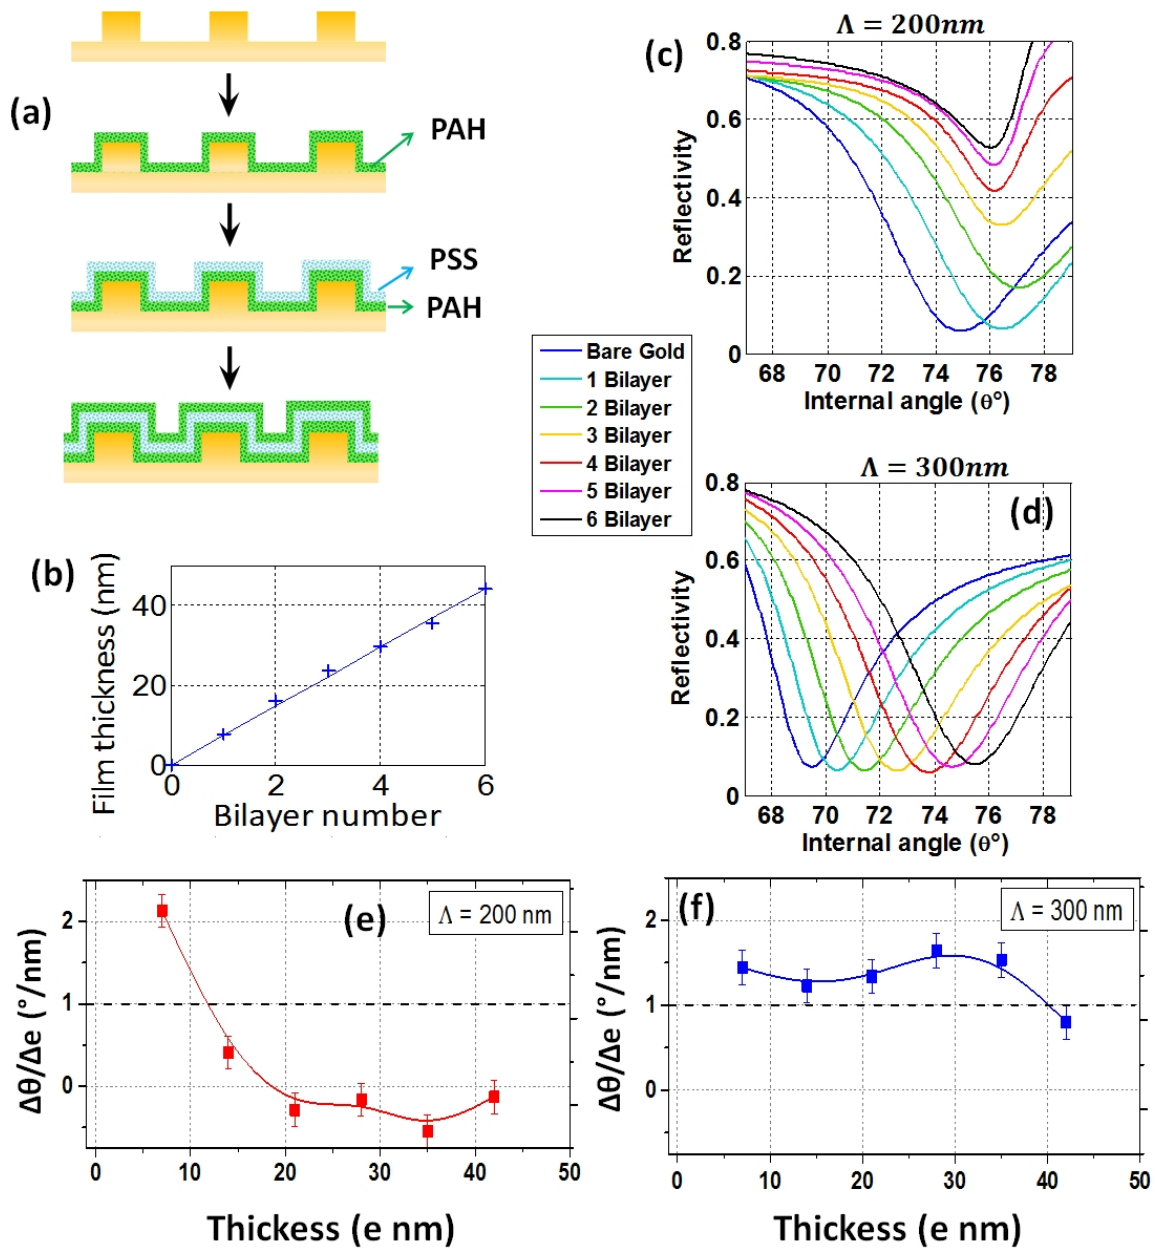 (a)
PAH
PSS
PAH
(b)
Film thickness (nm)
40
20
0
0 2 4 6
Bilayer number
Bare Gold
1 Bilayer
2 Bilayer
3 Bilayer
4 Bilayer
5 Bilayer
6 Bilayer
(c)
Λ = 200nm
Reflectivity
0.8
0.6
0.4
0.2
0
68 70 72 74 76 78
Internal angle (θ°)
Λ = 300nm
(d)
Reflectivity
0.8
0.6
0.4
0.2
0
68 70 72 74 76 78
Internal angle (θ°)
(e)
Λ = 200 nm
Δθ/Δe (°/nm)
2
1
0
0 10 20 30 40 50
Thickess (e nm)
(f)
Λ = 300 nm
Δθ/Δe (°/nm)
2
1
0
0 10 20 30 40 50
Thickess (e nm)